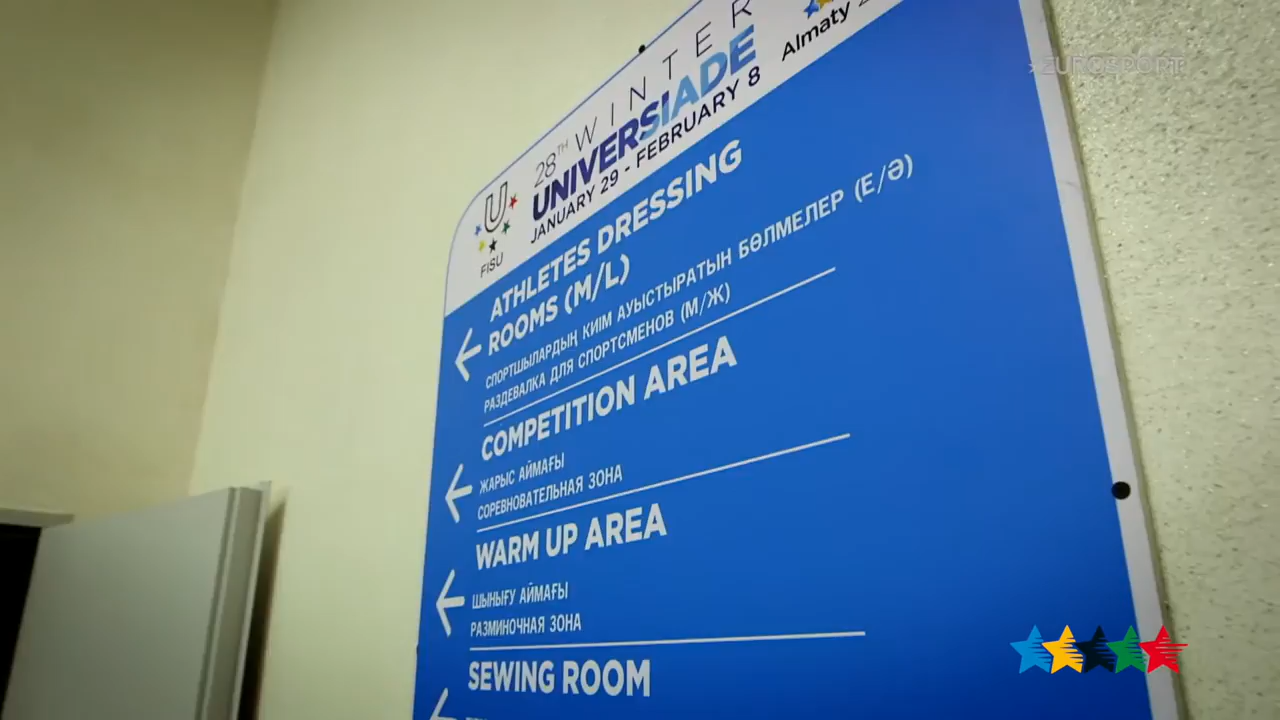 28TH WINTER
UNIVERSIADE
JANUARY 29 - FEBRUARY 8
Almaty
FISU
ATHLETES DRESSING
ROOMS (M/L)
СПОРТШЫЛАРДЫҢ КИІМ АУЫСТЫРАТЫН БӨЛМЕЛЕР (Е/Ә)
РАЗДЕВАЛКА ДЛЯ СПОРТСМЕНОВ (М/Ж)
COMPETITION AREA
ЖАРЫС АЙМАҒЫ
СОРЕВНОВАТЕЛЬНАЯ ЗОНА
WARM UP AREA
ШЫНЫҒУ АЙМАҒЫ
РАЗМИНОЧНАЯ ЗОНА
SEWING ROOM
EUROSPORT